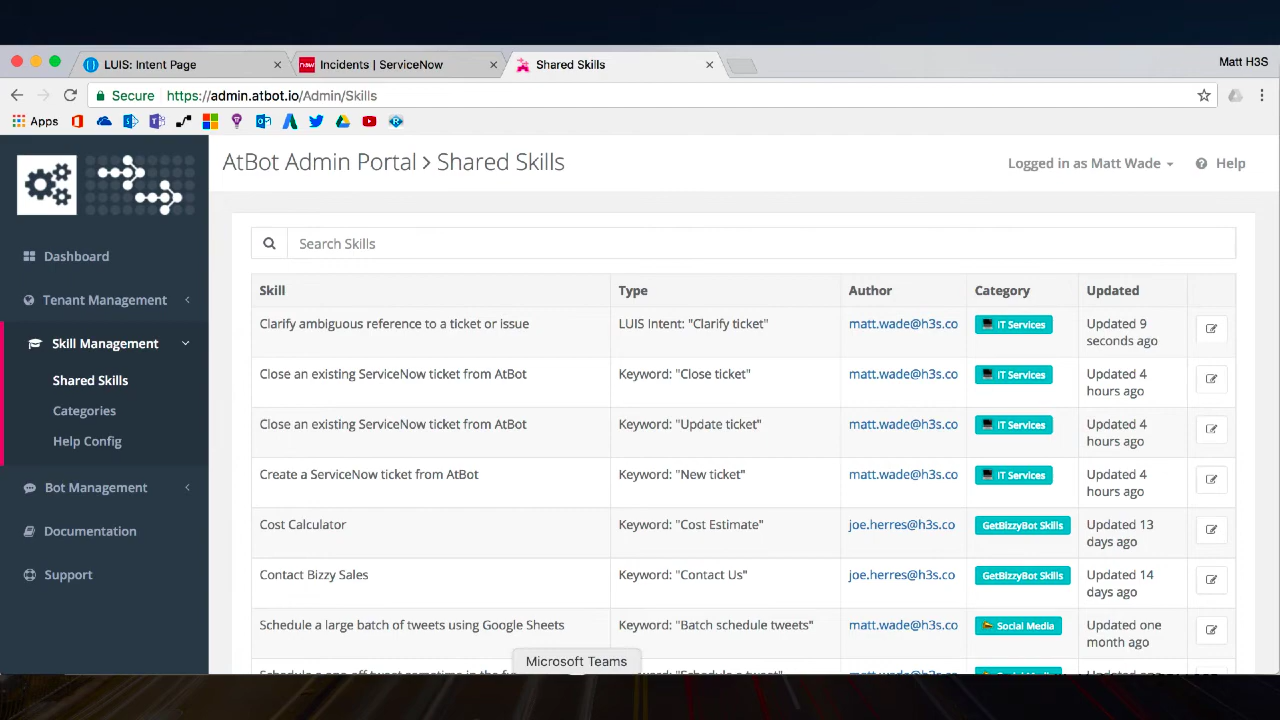 LUIS: Intent Page
Incidents | ServiceNow
Shared Skills
Matt H3S
Secure https://admin.atbot.io/Admin/Skills
Apps
AtBot Admin Portal > Shared Skills
Logged in as Matt Wade
Help
Dashboard
Tenant Management
Skill Management
Shared Skills
Categories
Help Config
Bot Management
Documentation
Support
Search Skills
Skill Type Author Category Updated
Clarify ambiguous reference to a ticket or issue LUIS Intent: "Clarify ticket" matt.wade@h3s.co IT Services Updated 9
seconds ago
Close an existing ServiceNow ticket from AtBot Keyword: "Close ticket" matt.wade@h3s.co IT Services Updated 4
hours ago
Close an existing ServiceNow ticket from AtBot Keyword: "Update ticket" matt.wade@h3s.co IT Services Updated 4
hours ago
Create a ServiceNow ticket from AtBot Keyword: "New ticket" matt.wade@h3s.co IT Services Updated 4
hours ago
Cost Calculator Keyword: "Cost Estimate" joe.herres@h3s.co GetBizzyBot Skills Updated 13
days ago
Contact Bizzy Sales Keyword: "Contact Us" joe.herres@h3s.co GetBizzyBot Skills Updated 14
days ago
Schedule a large batch of tweets using Google Sheets Keyword: "Batch schedule tweets" matt.wade@h3s.co Social Media Updated one
month ago
Microsoft Teams